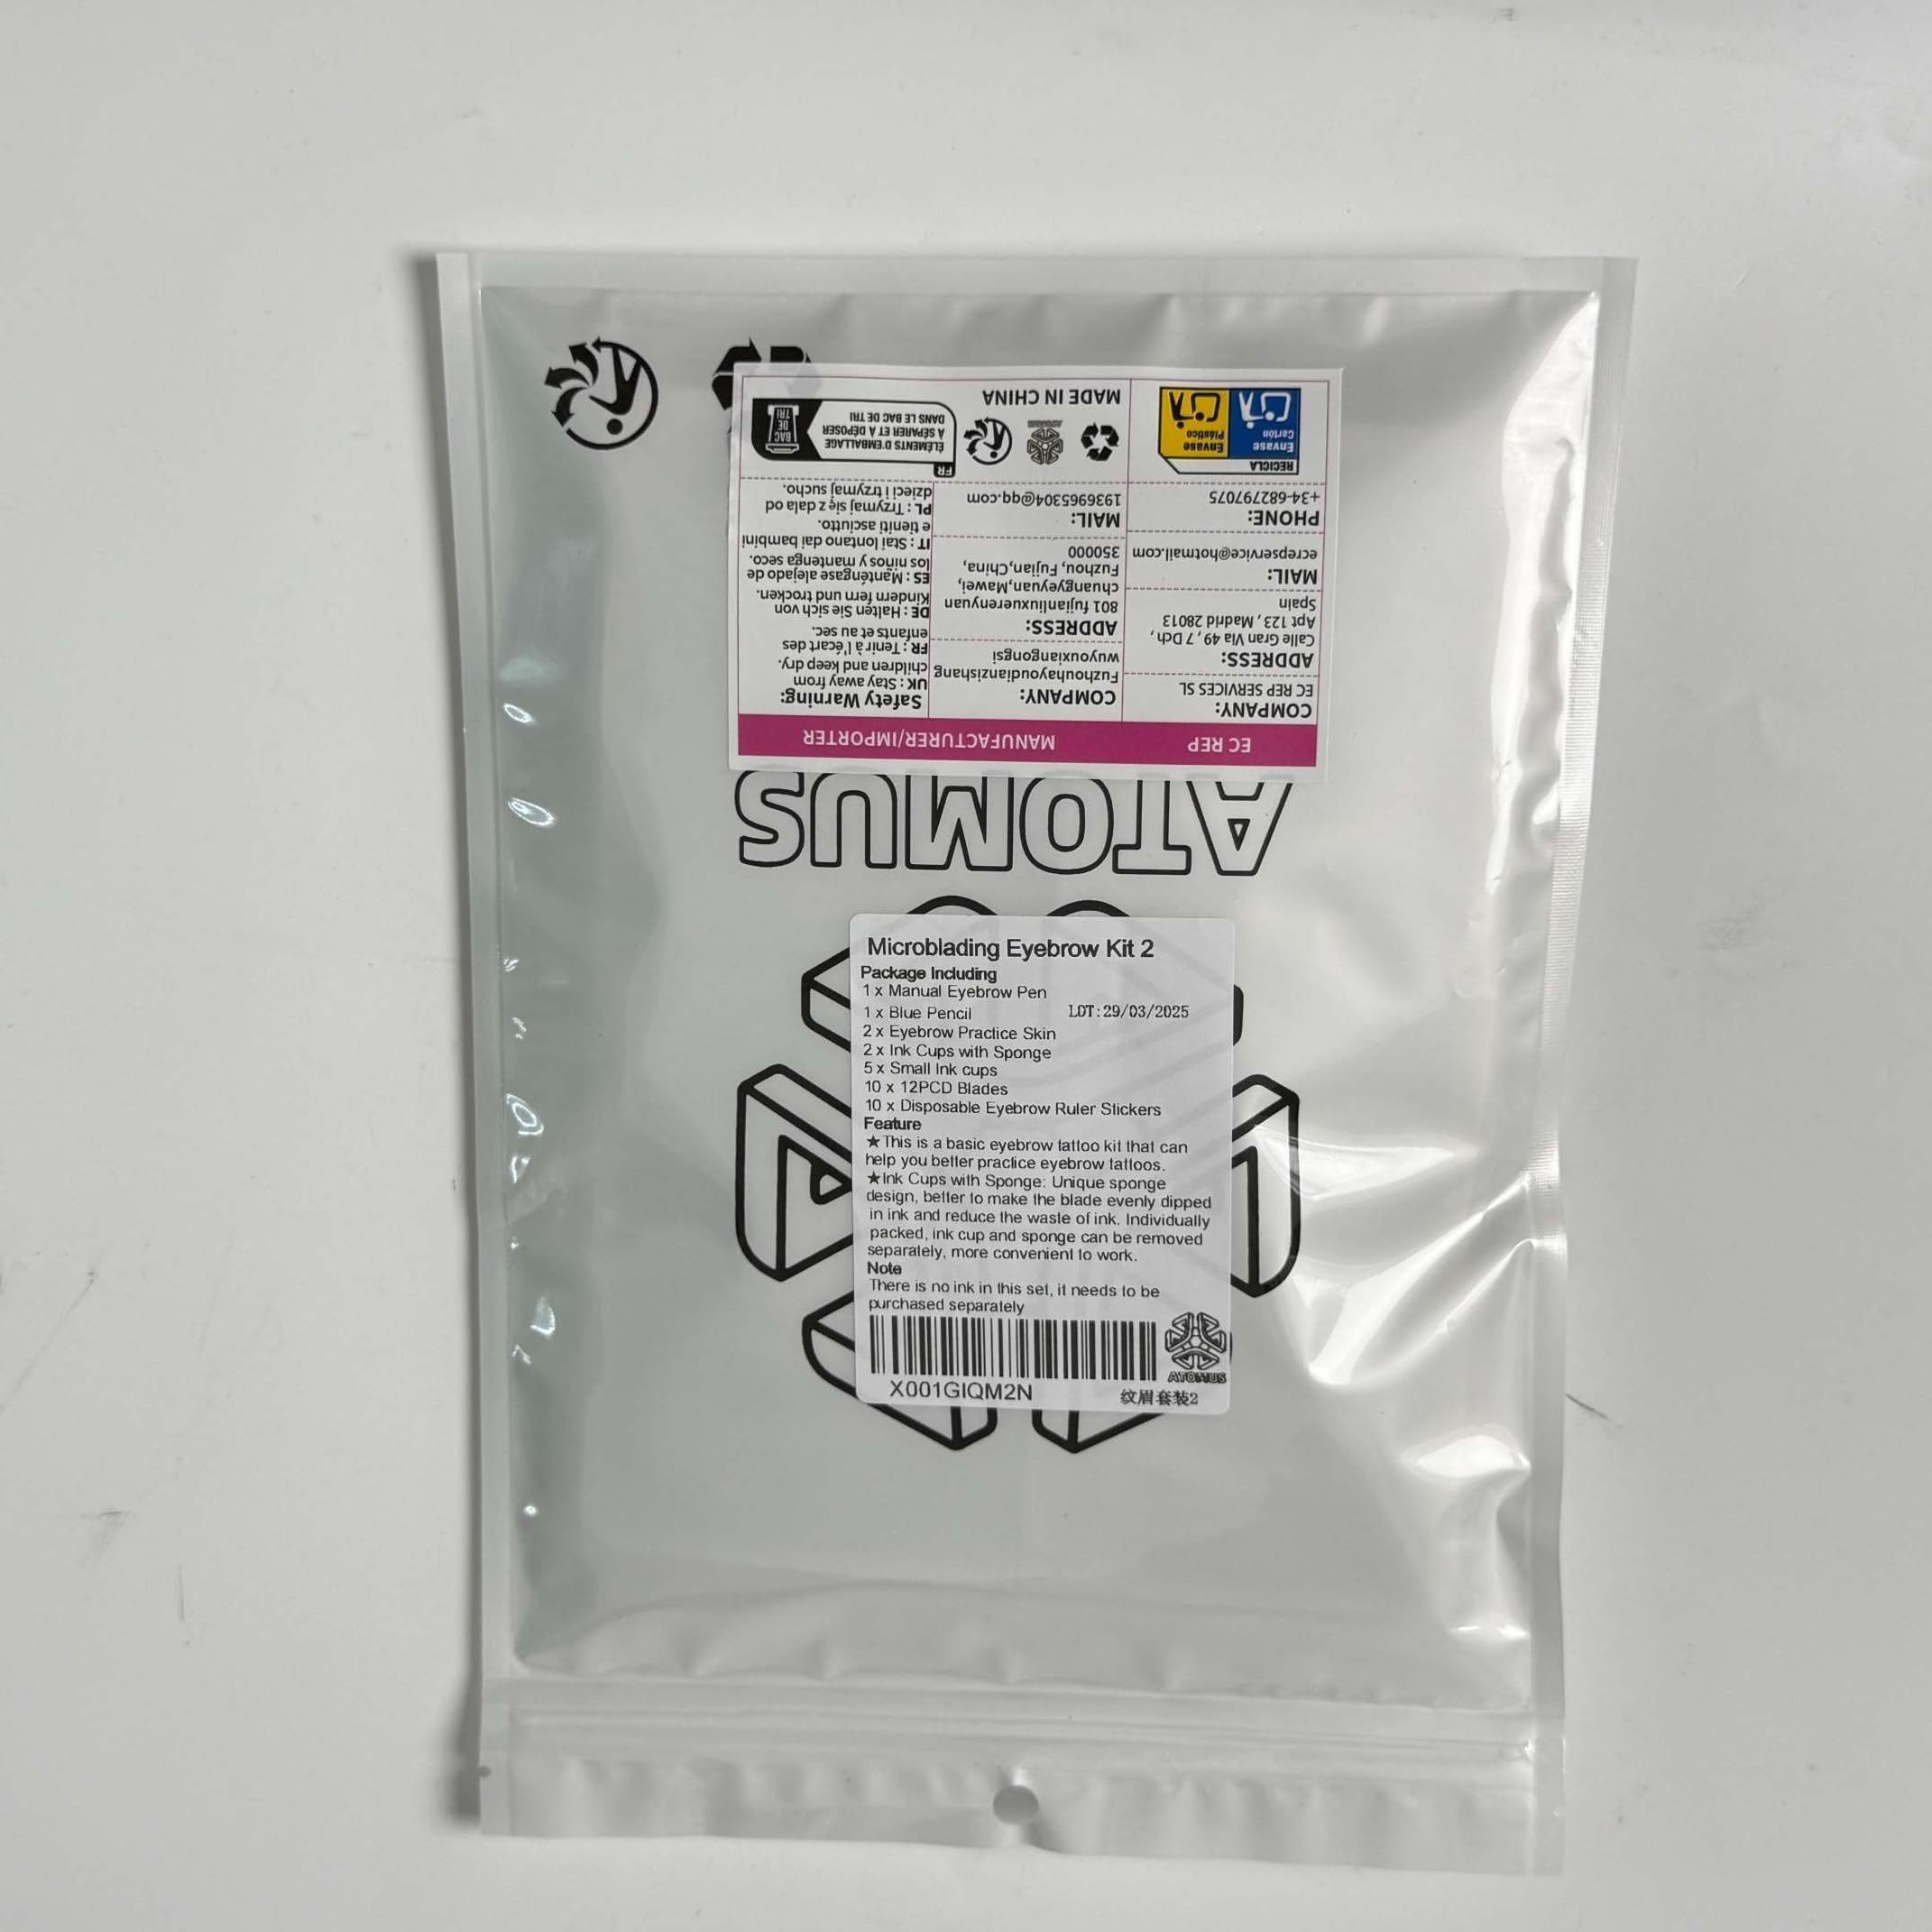 EC REP
MANUFACTURER/IMPORTER
COMPANY:
EC REP SERVICES SL
ADDRESS:
Calle Gran Via 49, 7 Dch,
Apt 123, Madrid 28013
Spain
MAIL:
ecrepservice@hotmail.com
PHONE:
+34-682797075
RECICLA
Envase
Cartón
Envase
Plástico
COMPANY:
Fuzhouhayoudianzishang
wuyouxiangongsi
ADDRESS:
801 fujianliuxuerenyuan
chuangyeyuan,Mawei,
Fuzhou, Fujian,China,
350000
MAIL:
1936965304@qq.com
MADE IN CHINA
Safety Warning:
UK : Stay away from
children and keep dry.
FR : Tenir à l'écart des
enfants et au sec.
DE : Halten Sie sich von
Kindern fern und trocken.
ES : Manténgase alejado de
los niños y mantenga seco.
IT : Stai lontano dai bambini
e tieniti asciutto.
PL : Trzymaj się z dala od
dzieci i trzymaj sucho.
FR
ÉLÉMENTS D'EMBALLAGE
À SÉPARER ET À DÉPOSER
DANS LE BAC DE TRI
BAC
DE
TRI
ATOMUS
Microblading Eyebrow Kit 2
Package Including
1 x Manual Eyebrow Pen
1 x Blue Pencil LOT:29/03/2025
2 x Eyebrow Practice Skin
2 x Ink Cups with Sponge
5 x Small Ink cups
10 x 12PCD Blades
10 x Disposable Eyebrow Ruler Stickers
Feature
★This is a basic eyebrow tattoo kit that can
help you better practice eyebrow tattoos.
★Ink Cups with Sponge: Unique sponge
design, better to make the blade evenly dipped
in ink and reduce the waste of ink. Individually
packed, ink cup and sponge can be removed
separately, more convenient to work.
Note
There is no ink in this set, it needs to be
purchased separately
ATOMUS
X001GIQM2N
纹眉套装2